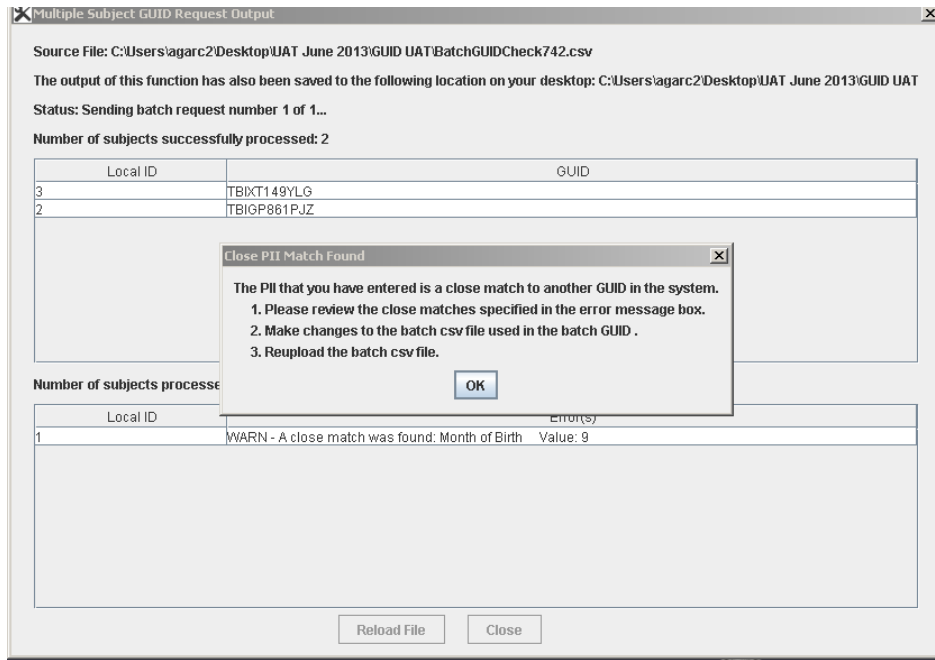 Multiple Subject GUID Request Output
Source File: C:\Users\agarc2\Desktop\UAT June 2013\GUID UAT\BatchGUIDCheck742.csv
The output of this function has also been saved to the following location on your desktop: C:\Users\agarc2\Desktop\UAT June 2013\GUID UAT
Status: Sending batch request number 1 of 1...
Number of subjects successfully processed: 2
Local ID GUID
3 TBIXT149YLG
2 TBIGP861PJZ
Close PII Match Found
The PII that you have entered is a close match to another GUID in the system.
1. Please review the close matches specified in the error message box.
2. Make changes to the batch csv file used in the batch GUID .
3. Reupload the batch csv file.
OK
Number of subjects processe
Local ID Error(s)
1 WARN - A close match was found: Month of Birth Value: 9
Reload File Close